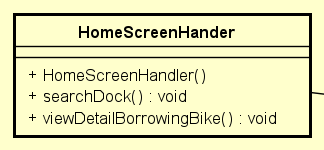 HomeScreenHander
+ HomeScreenHandler()
+ searchDock() : void
+ viewDetailBorrowingBike() : void